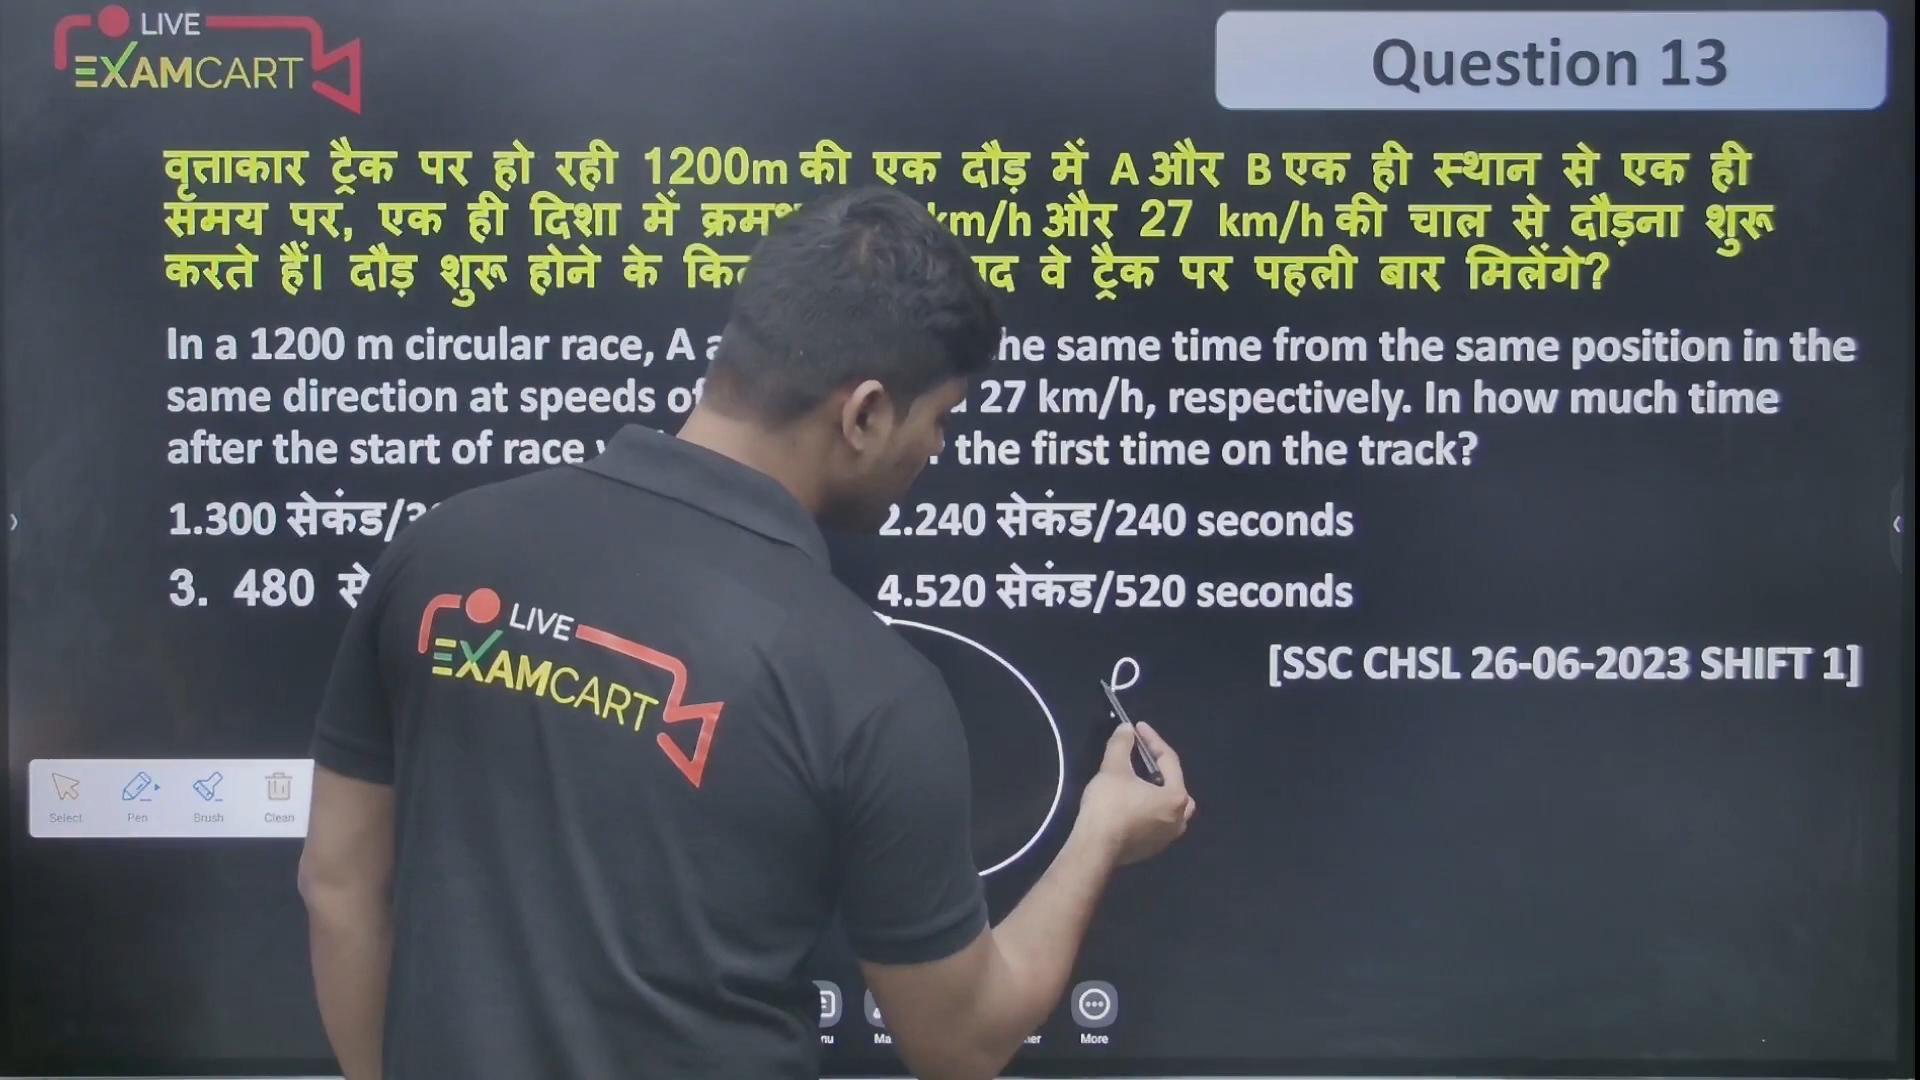 LIVE
EXAMCART
Question 13
वृत्ताकार ट्रैक पर हो रही 1200m की एक दौड़ में A और B एक ही स्थान से एक ही
समय पर, एक ही दिशा में km/h और 27 km/h की चाल से दौड़ना शुरू
करते हैं। दौड़ शुरू होने के वे ट्रैक पर पहली बार मिलेंगे?
In a 1200 m circular race, A same time from the same position in the
same direction at speeds of 27 km/h, respectively. In how much time
after the start of race the first time on the track?
1.300 सेकंड/ 2.240 सेकंड/240 seconds
3. 480 4.520 सेकंड/520 seconds
[SSC CHSL 26-06-2023 SHIFT 1]
LIVE
EXAMCART
Select Pen Brush Clean
More